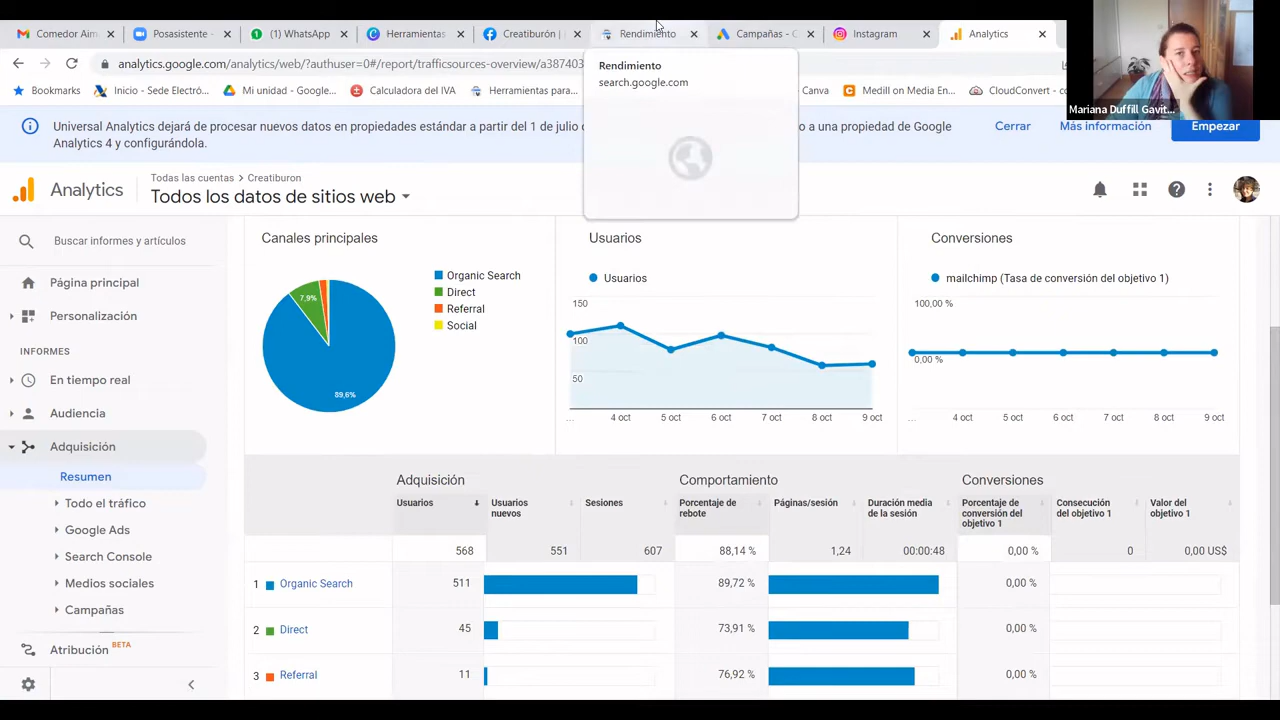 Comedor Aim
Posasistente -
(1) WhatsApp
Herramientas
Creatiburón |
Rendimiento
Campañas - G
Instagram
Analytics
analytics.google.com/analytics/web/?authuser=0#/report/trafficsources-overview/a387403
Rendimiento
search.google.com
Bookmarks
Inicio - Sede Electró...
Mi unidad - Google...
Calculadora del IVA
Herramientas para...
Canva
Medill on Media En...
CloudConvert - co
Mariana Duffill Gavit...
Universal Analytics dejará de procesar nuevos datos en propiedades estándar a partir del 1 de julio
o a una propiedad de Google
Analytics 4 y configurándola.
Cerrar
Más información
Empezar
Analytics
Todas las cuentas > Creatiburon
Todos los datos de sitios web
Buscar informes y artículos
Página principal
Personalización
INFORMES
En tiempo real
Audiencia
Adquisición
Resumen
Todo el tráfico
Google Ads
Search Console
Medios sociales
Campañas
Atribución BETA
Canales principales
Organic Search
Direct
Referral
Social
7,9%
89,6%
Usuarios
Usuarios
150
100
50
... 4 oct 5 oct 6 oct 7 oct 8 oct 9 oct
Conversiones
mailchimp (Tasa de conversión del objetivo 1)
100,00 %
0,00 %
... 4 oct 5 oct 6 oct 7 oct 8 oct 9 oct
Adquisición Comportamiento Conversiones
Usuarios
Usuarios nuevos
Sesiones
Porcentaje de rebote
Páginas/sesión
Duración media de la sesión
Porcentaje de conversión del objetivo 1
Consecución del objetivo 1
Valor del objetivo 1
568 551 607 88,14 % 1,24 00:00:48 0,00 % 0 0,00 US$
1 Organic Search 511 89,72 % 0,00 %
2 Direct 45 73,91 % 0,00 %
3 Referral 11 76,92 % 0,00 %